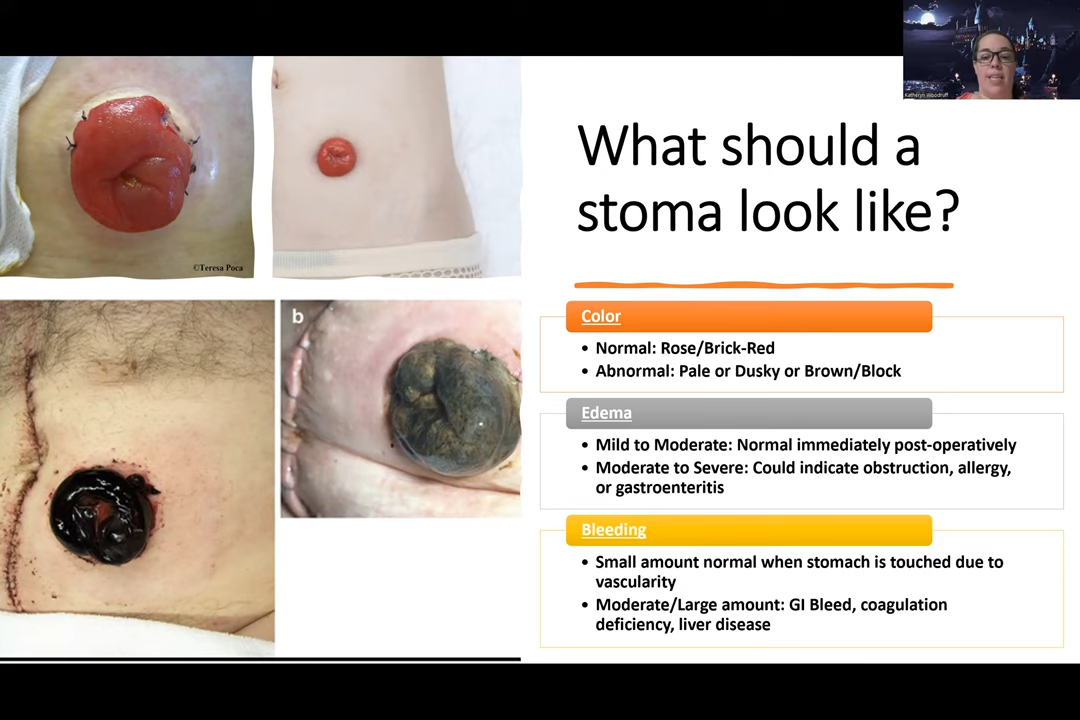 Katheryn Woodruff
What should a
stoma look like?
©Teresa Poca
b
Color
• Normal: Rose/Brick-Red
• Abnormal: Pale or Dusky or Brown/Block
Edema
• Mild to Moderate: Normal immediately post-operatively
• Moderate to Severe: Could indicate obstruction, allergy,
or gastroenteritis
Bleeding
• Small amount normal when stomach is touched due to
vascularity
• Moderate/Large amount: GI Bleed, coagulation
deficiency, liver disease